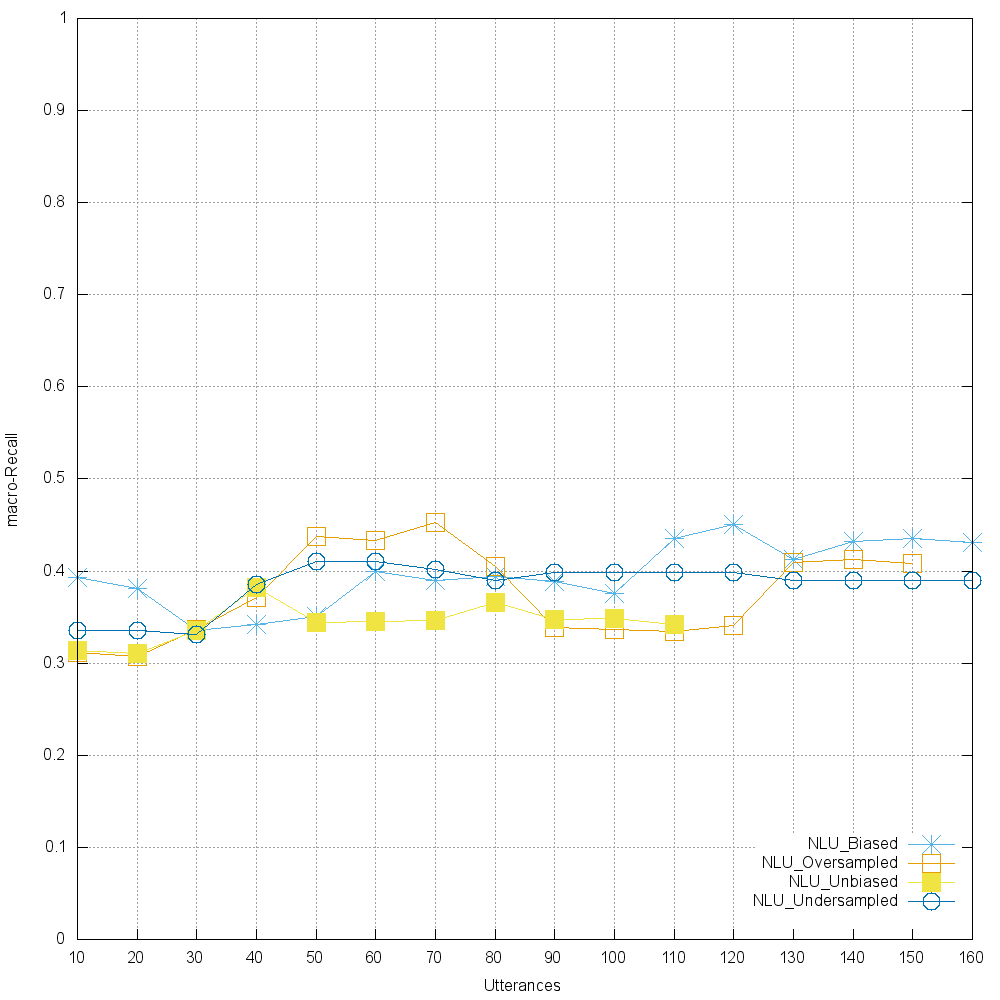 1
0.9
0.8
0.7
0.6
0.5
0.4
0.3
0.2
0.1
0
macro-Recall
NLU_Biased
NLU_Oversampled
NLU_Unbiased
NLU_Undersampled
10 20 30 40 50 60 70 80 90 100 110 120 130 140 150 160
Utterances